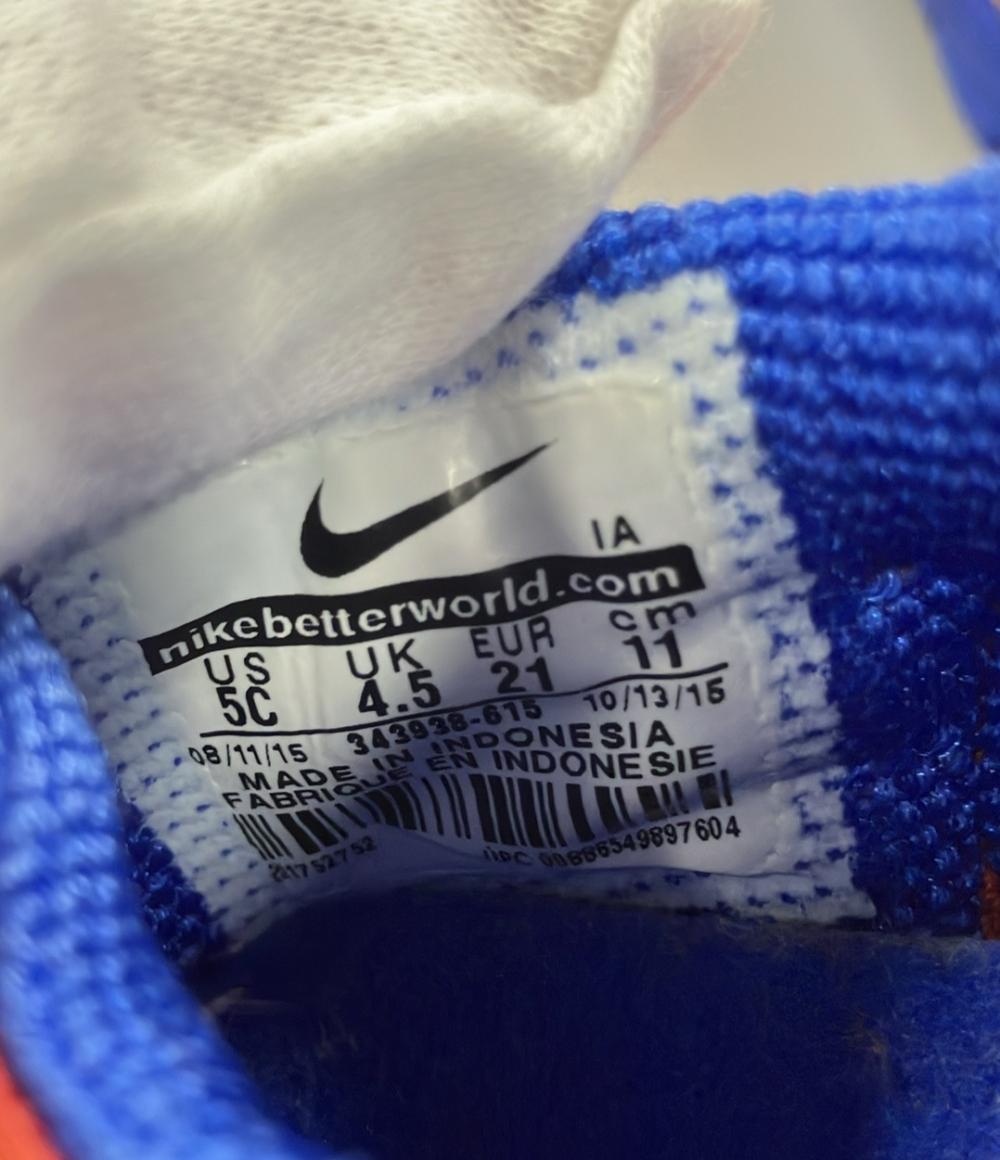 IA
nikebetterworld.com
US UK EUR cm
5C 4.5 21 11
08/11/15 343938-615 10/13/15
MADE IN INDONESIA
FABRIQUE EN INDONESIE
UPC 00886549897604